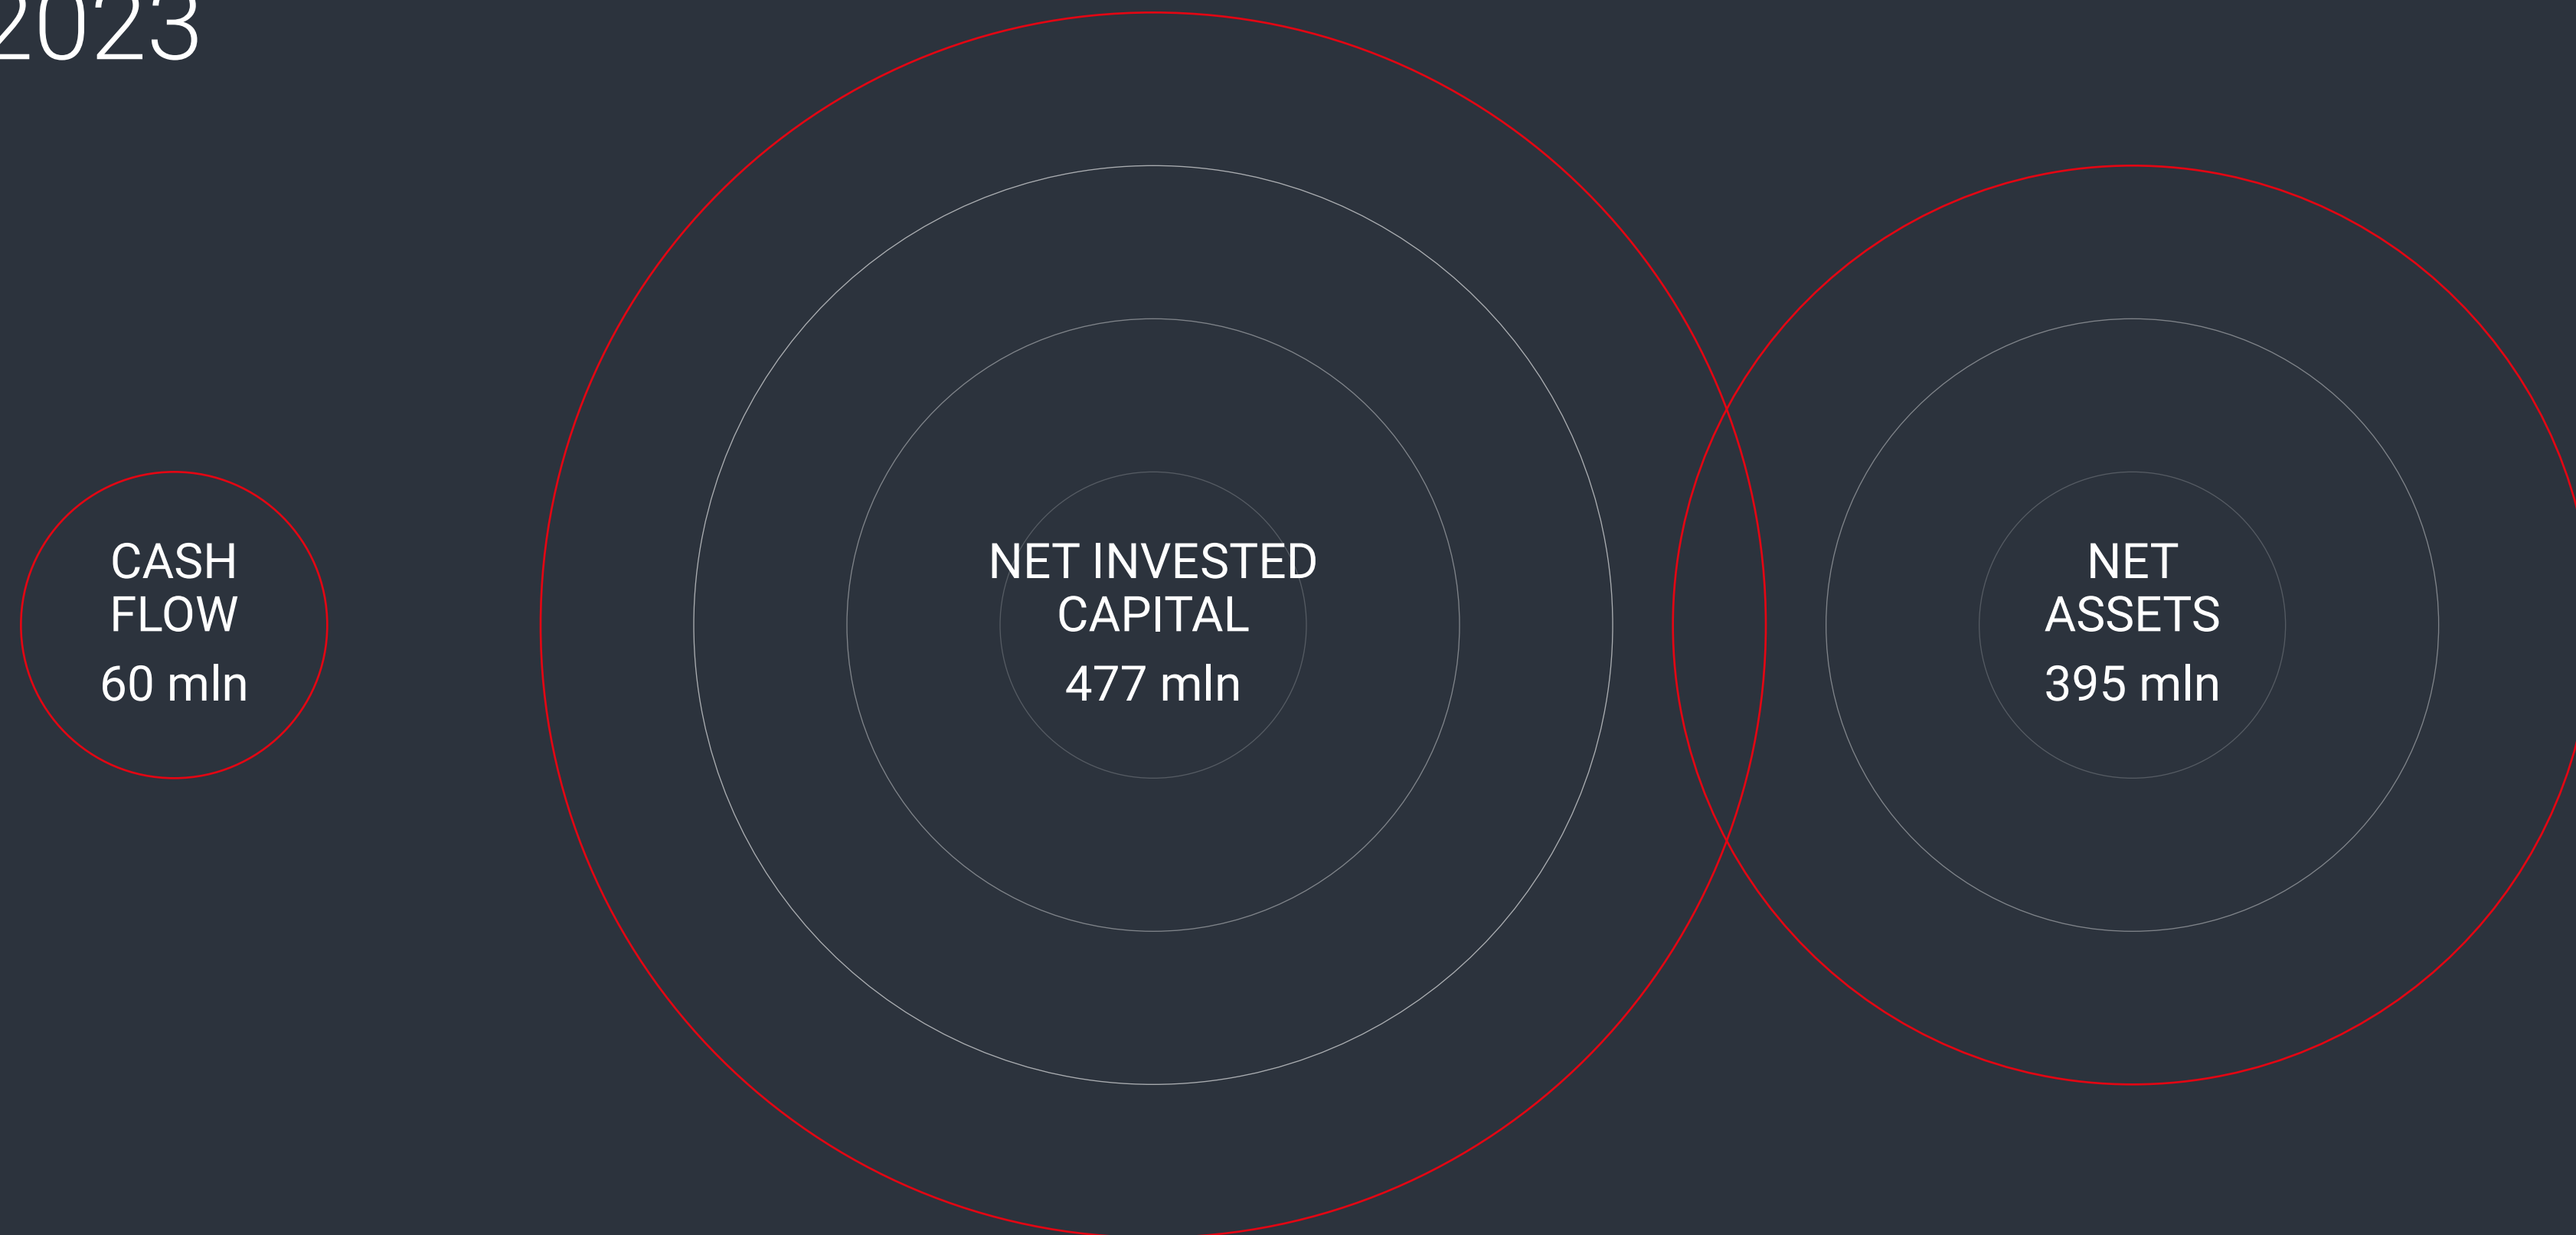 2023
CASH
FLOW
60 mln
NET INVESTED
CAPITAL
477 mln
NET
ASSETS
395 mln